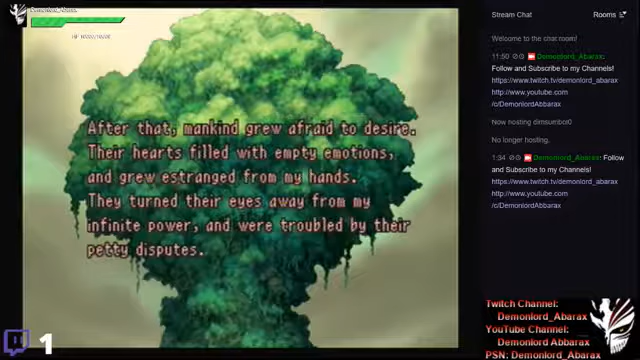 Demonlord_Abarax
After that, mankind grew afraid to desire.
Their hearts filled with empty emotions,
and grew estranged from my hands.
They turned their eyes away from my
infinite power, and were troubled by their
petty disputes.
1
Stream Chat
Rooms
Welcome to the chat room!
11:50 Demonlord_Abarax:
Follow and Subscribe to my Channels!
https://www.twitch.tv/demonlord_abarax
http://www.youtube.com
/c/DemonlordAbbarax
Now hosting dimsumbot0
No longer hosting.
1:34 Demonlord_Abarax: Follow
and Subscribe to my Channels!
https://www.twitch.tv/demonlord_abarax
http://www.youtube.com
/c/DemonlordAbbarax
Twitch Channel:
Demonlord_Abarax
YouTube Channel:
Demonlord Abbarax
PSN: Demonlord_Abarax